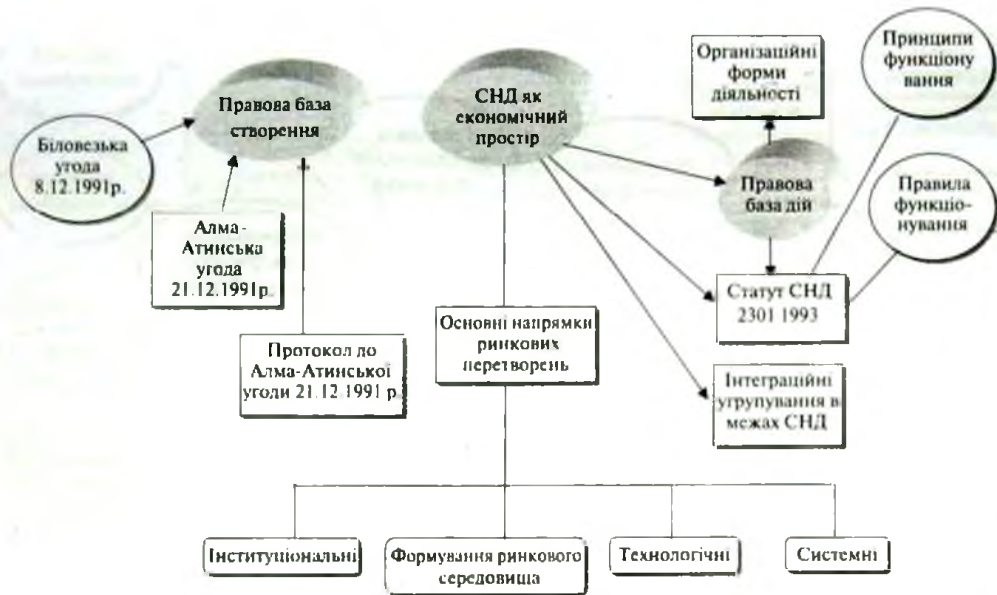 Організаційні
форми
діяльності
Принципи
функціону
вання
Правова база
створення
СНД як
економічний
простір
Біловезька
угода
8.12.1991р.
Правова
база дій
Правила
функціо-
нування
Алма-
Атинська
угода
21.12.1991р.
Статут СНД
2301 1993
Основні напрямки
ринкових
перетворень
Протокол до
Алма-Атинської
угоди 21.12.1991 р.
Інтеграційні
угрупування в
межах СНД
Інституціональні
Формування ринкового
середовища
Технологічні
Системні